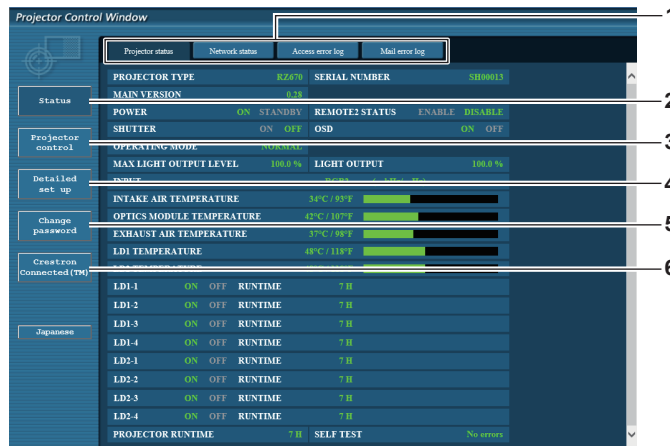 Projector Control Window
1
Projector status Network status Access error log Mail error log
PROJECTOR TYPE RZ670 SERIAL NUMBER SH00013
MAIN VERSION 0.28
Status
2
POWER ON STANDBY REMOTE2 STATUS ENABLE DISABLE
SHUTTER ON OFF OSD ON OFF
Projector control
3
OPERATING MODE NORMAL
MAX LIGHT OUTPUT LEVEL 100.0 % LIGHT OUTPUT 100.0 %
Detailed set up
4
INPUT
INTAKE AIR TEMPERATURE 34°C / 93°F
OPTICS MODULE TEMPERATURE 42°C / 107°F
Change password
5
EXHAUST AIR TEMPERATURE 37°C / 98°F
LD1 TEMPERATURE 48°C / 118°F
Crestron Connected(TM)
6
LD1-1 ON OFF RUNTIME 7 H
LD1-2 ON OFF RUNTIME 7 H
LD1-3 ON OFF RUNTIME 7 H
Japanese
LD1-4 ON OFF RUNTIME 7 H
LD2-1 ON OFF RUNTIME 7 H
LD2-2 ON OFF RUNTIME 7 H
LD2-3 ON OFF RUNTIME 7 H
LD2-4 ON OFF RUNTIME 7 H
PROJECTOR RUNTIME 7 H SELF TEST No errors